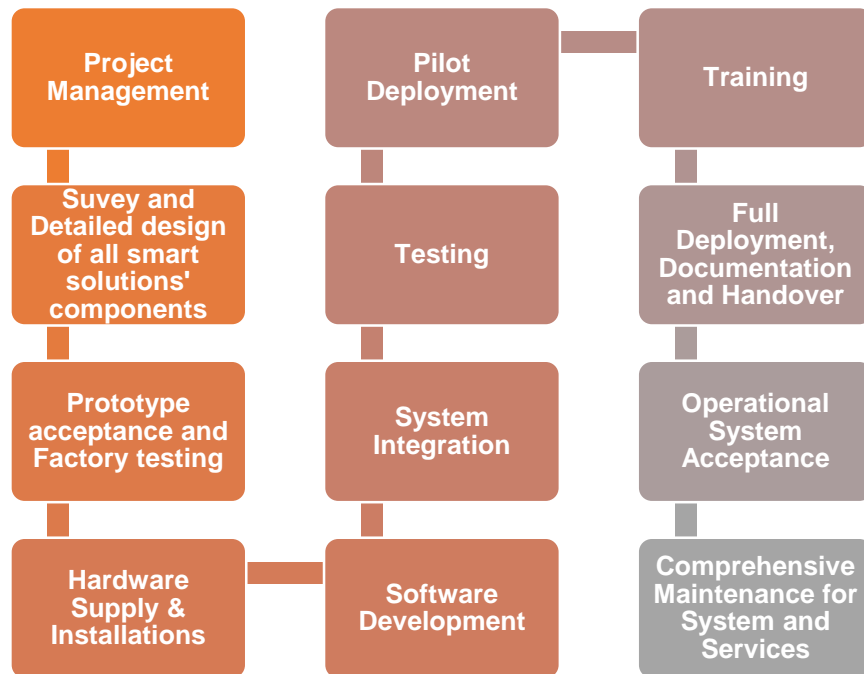 Project
Management
Suvey and
Detailed design
of all smart
solutions'
components
Prototype
acceptance and
Factory testing
Hardware
Supply &
Installations
Software
Development
System
Integration
Testing
Pilot
Deployment
Training
Full
Deployment,
Documentation
and Handover
Operational
System
Acceptance
Comprehensive
Maintenance for
System and
Services